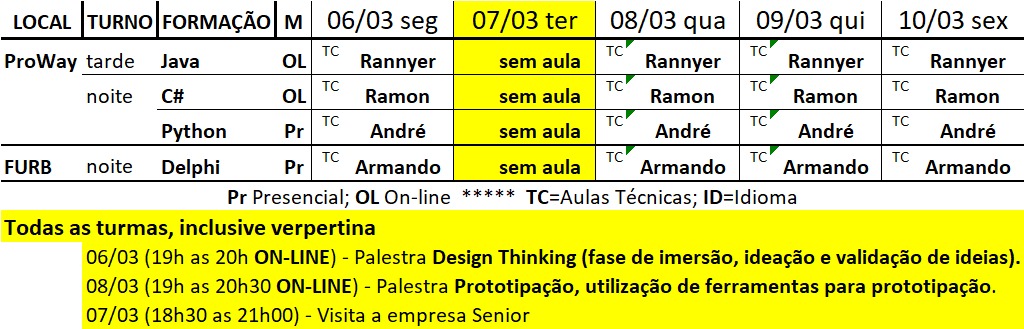 LOCAL TURNO FORMAÇÃO M 06/03 seg 07/03 ter 08/03 qua 09/03 qui 10/03 sex
ProWay tarde Java OL TC Rannyer sem aula TC Rannyer TC Rannyer TC Rannyer
noite C# OL TC Ramon sem aula TC Ramon TC Ramon TC Ramon
Python Pr TC André sem aula TC André TC André TC André
FURB noite Delphi Pr TC Armando sem aula TC Armando TC Armando TC Armando
Pr Presencial; OL On-line ***** TC=Aulas Técnicas; ID=Idioma
Todas as turmas, inclusive verpertina
06/03 (19h as 20h ON-LINE) - Palestra Design Thinking (fase de imersão, ideação e validação de ideias).
08/03 (19h as 20h30 ON-LINE) - Palestra Prototipação, utilização de ferramentas para prototipação.
07/03 (18h30 as 21h00) - Visita a empresa Senior